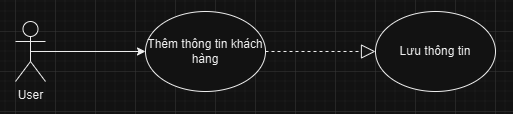 Thêm thông tin khách
hàng
Lưu thông tin
User